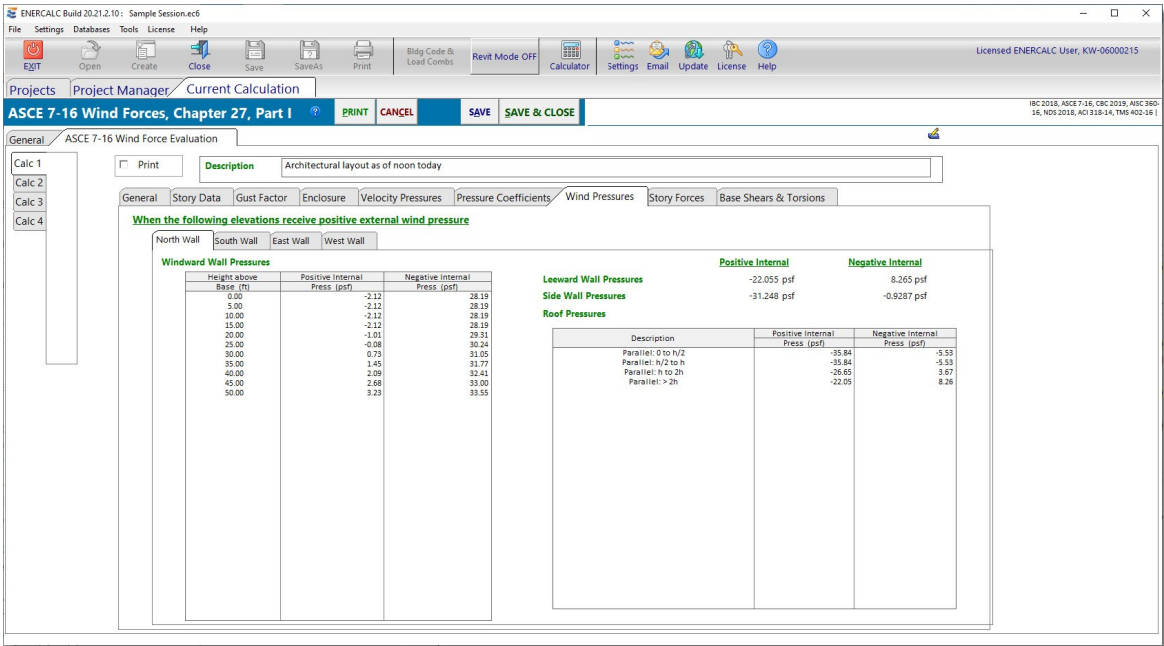 ENERCALC Build 20.21.2.10 : Sample Session.ec6
File Settings Databases Tools License Help
EXIT Open Create Close Save SaveAs Print Bldg Code & Load Combs Revit Mode OFF Calculator Settings Email Update License Help
Licensed ENERCALC User, KW-06000215
Projects Project Manager Current Calculation
ASCE 7-16 Wind Forces, Chapter 27, Part I ? PRINT CANCEL SAVE SAVE & CLOSE
IBC 2018, ASCE 7-16, CBC 2019, AISC 360-
16, NDS 2018, ACI 318-14, TMS 402-16 |
General ASCE 7-16 Wind Force Evaluation
Calc 1
Calc 2
Calc 3
Calc 4
Print Description Architectural layout as of noon today
General Story Data Gust Factor Enclosure Velocity Pressures Pressure Coefficients Wind Pressures Story Forces Base Shears & Torsions
When the following elevations receive positive external wind pressure
North Wall South Wall East Wall West Wall
Windward Wall Pressures
Height above Positive Internal Negative Internal
Base (ft) Press (psf) Press (psf)
0.00 -2.12 28.19
5.00 -2.12 28.19
10.00 -2.12 28.19
15.00 -2.12 28.19
20.00 -1.01 29.31
25.00 -0.08 30.24
30.00 0.73 31.05
35.00 1.45 31.77
40.00 2.09 32.41
45.00 2.68 33.00
50.00 3.23 33.55
Positive Internal Negative Internal
Leeward Wall Pressures -22.055 psf 8.265 psf
Side Wall Pressures -31.248 psf -0.9287 psf
Roof Pressures
Description Positive Internal Negative Internal
Press (psf) Press (psf)
Parallel: 0 to h/2 -35.84 -5.53
Parallel: h/2 to h -35.84 -5.53
Parallel: h to 2h -26.65 3.67
Parallel: > 2h -22.05 8.26